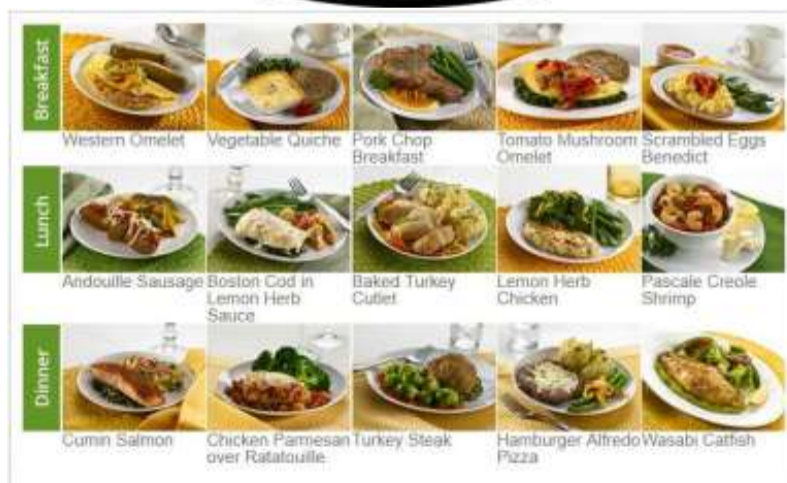 Breakfast
Western Omelet
Vegetable Quiche
Pork Chop
Breakfast
Tomato Mushroom
Omelet
Scrambled Eggs
Benedict
Lunch
Andouille Sausage
Boston Cod in
Lemon Herb
Sauce
Baked Turkey
Cutlet
Lemon Herb
Chicken
Pascale Creole
Shrimp
Dinner
Cumin Salmon
Chicken Parmesan
over Ratatouille
Turkey Steak
Hamburger Alfredo
Pizza
Wasabi Catfish